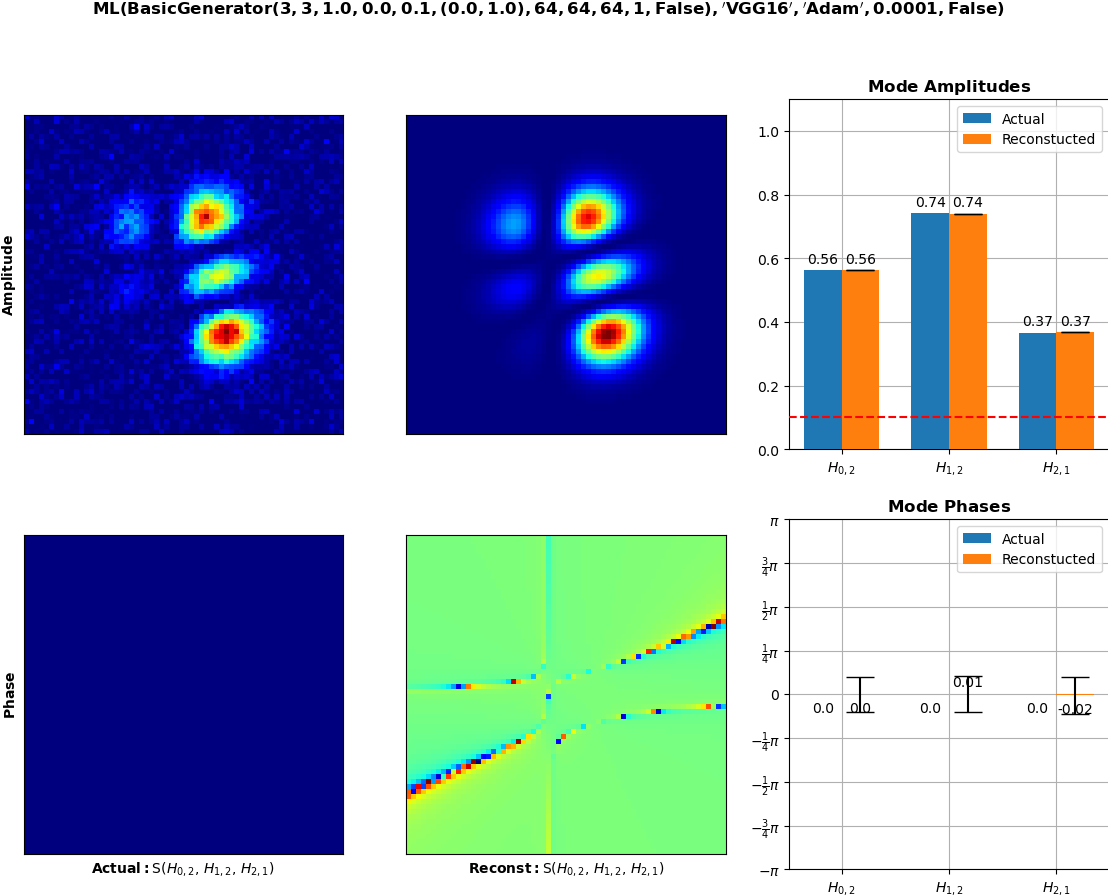 ML(BasicGenerator(3, 3, 1.0, 0.0, 0.1, (0.0, 1.0), 64, 64, 64, 1, False), ′VGG16′, ′Adam′, 0.0001, False)
Amplitude
Mode Amplitudes
Actual
Reconstucted
1.0
0.8
0.6
0.4
0.2
0.0
0.56 0.56
0.74 0.74
0.37 0.37
H0,2 H1,2 H2,1
Phase
Actual: S(H0,2, H1,2, H2,1)
Reconst: S(H0,2, H1,2, H2,1)
Mode Phases
Actual
Reconstucted
π
3/4π
1/2π
1/4π
0
−1/4π
−1/2π
−3/4π
−π
0.0 0.0
0.0 0.01
0.0 -0.02
H0,2 H1,2 H2,1